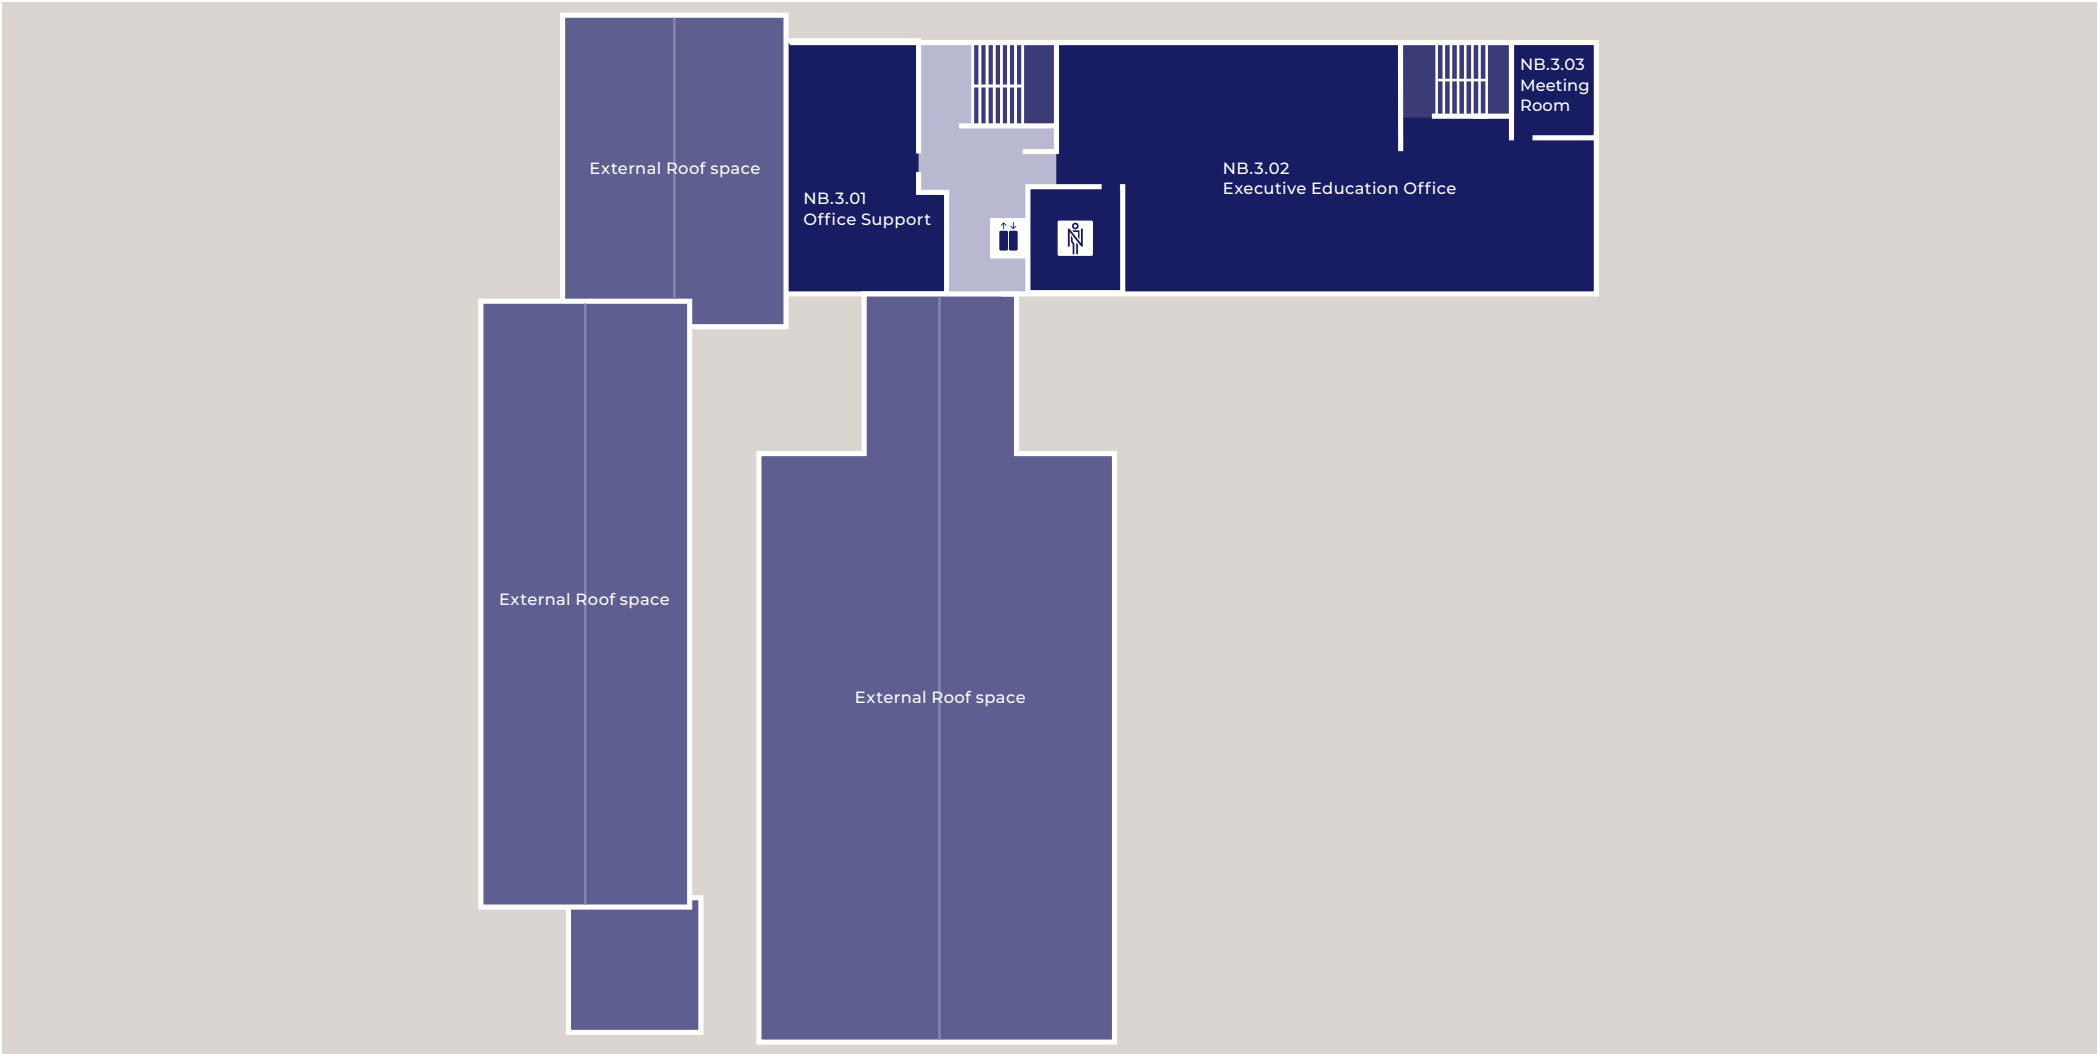 External Roof space
NB.3.01
Office Support
NB.3.02
Executive Education Office
NB.3.03
Meeting
Room
External Roof space
External Roof space